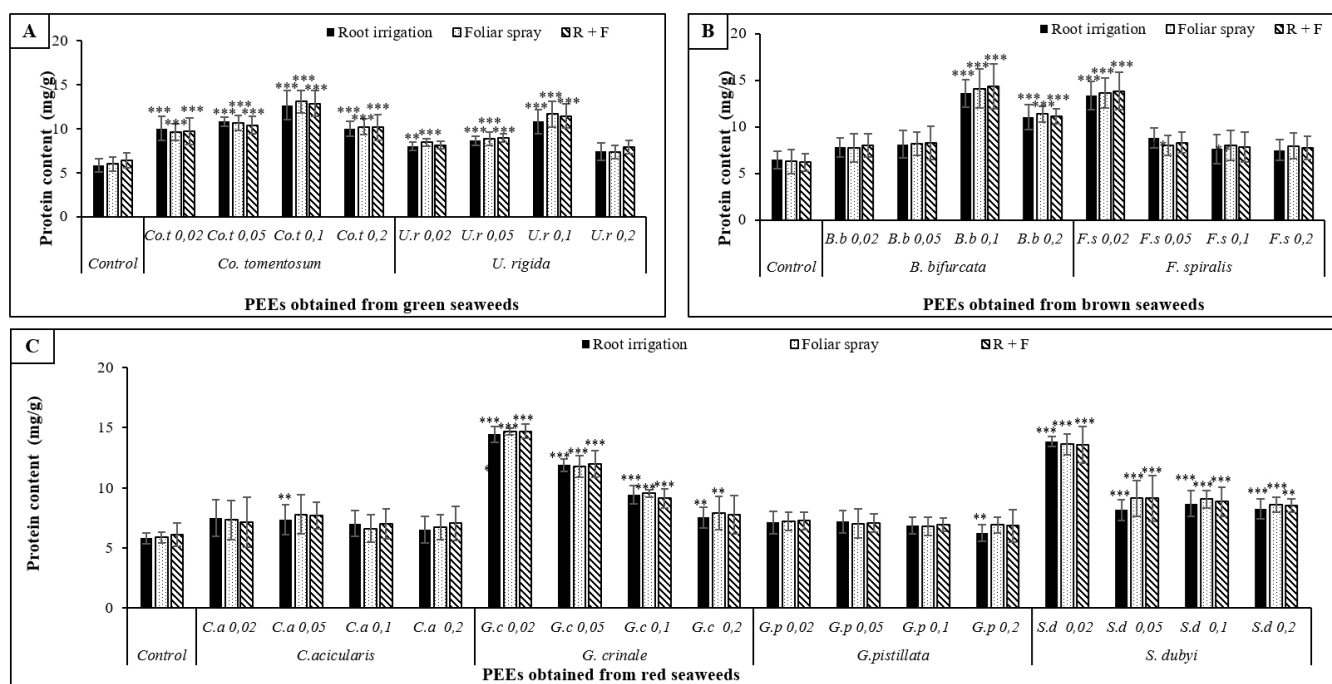 A
Root irrigation Foliar spray R + F
Protein content (mg/g)
20
15
10
5
0
*** *** *** *** *** *** *** *** *** *** *** *** ** *** *** *** *** *** *** ***
Co.t 0,02 Co.t 0,05 Co.t 0,1 Co.t 0,2 U.r 0,02 U.r 0,05 U.r 0,1 U.r 0,2
Control Co. tomentosum U. rigida
PEEs obtained from green seaweeds
B
Root irrigation Foliar spray R + F
Protein content (mg/g)
20
15
10
5
0
*** *** *** *** *** *** *** *** *** * *
B.b 0,02 B.b 0,05 B.b 0,1 B.b 0,2 F.s 0,02 F.s 0,05 F.s 0,1 F.s 0,2
Control B. bifurcata F. spiralis
PEEs obtained from brown seaweeds
C
Root irrigation Foliar spray R + F
Protein content (mg/g)
20
15
10
5
0
** *** *** *** * *** *** *** *** *** *** ** ** ** *** *** *** *** *** *** *** *** *** *** *** **
C.a 0,02 C.a 0,05 C.a 0,1 C.a 0,2 G.c 0,02 G.c 0,05 G.c 0,1 G.c 0,2 G.p 0,02 G.p 0,05 G.p 0,1 G.p 0,2 S.d 0,02 S.d 0,05 S.d 0,1 S.d 0,2
Control C.acicularis G. crinale G.pistillata S. dubyi
PEEs obtained from red seaweeds